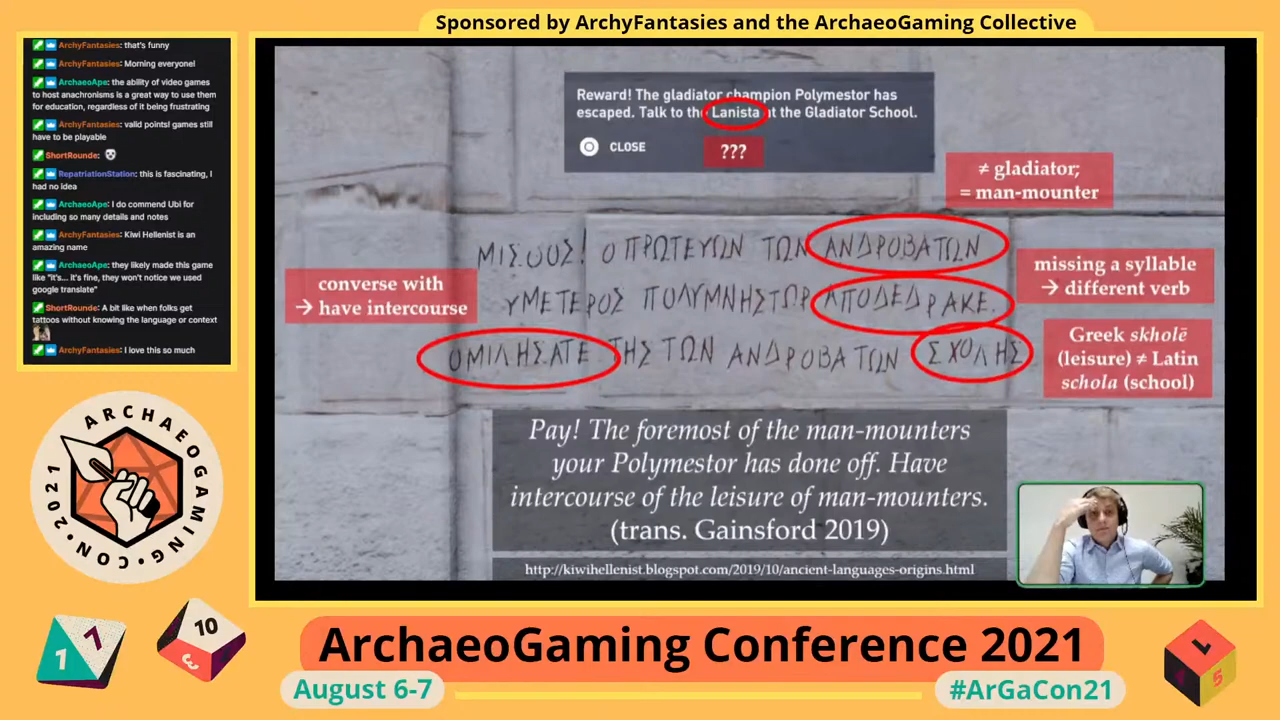 Sponsored by ArchyFantasies and the ArchaeoGaming Collective
ArchyFantasies: that's funny
ArchyFantasies: Morning everyone!
ArchaeoApe: the ability of video games
to host anachronisms is a great way to use them
for education, regardless of it being frustrating
ArchyFantasies: valid points! games still
have to be playable
ShortRounde:
RepatriationStation: this is fascinating, I
had no idea
ArchaeoApe: I do commend Ubi for
including so many details and notes
ArchyFantasies: Kiwi Hellenist is an
amazing name
ArchaeoApe: they likely made this game
like "it's... it's fine, they won't notice we used
google translate"
ShortRounde: A bit like when folks get
tattoos without knowing the language or context
ArchyFantasies: I love this so much
ARCHAEOGAMING CON • 2021
1 7
10 3
Reward! The gladiator champion Polymestor has
escaped. Talk to the Lanista at the Gladiator School.
CLOSE
???
≠ gladiator;
= man-mounter
ΜΙΣΘΟΣ! Ο ΠΡΩΤΕΥΩΝ ΤΩΝ ΑΝΔΡΟΒΑΤΩΝ
ΥΜΕΤΕΡΟΣ ΠΟΛΥΜΝΗΣΤΩΡ ΑΠΟΔΕΔΡΑΚΕ.
ΟΜΙΛΗΣΑΤΕ ΤΗΣ ΤΩΝ ΑΝΔΡΟΒΑΤΩΝ ΣΧΟΛΗΣ
converse with
→ have intercourse
missing a syllable
→ different verb
Greek skholē
(leisure) ≠ Latin
schola (school)
Pay! The foremost of the man-mounters
your Polymestor has done off. Have
intercourse of the leisure of man-mounters.
(trans. Gainsford 2019)
http://kiwihellenist.blogspot.com/2019/10/ancient-languages-origins.html
ArchaeoGaming Conference 2021
August 6-7
#ArGaCon21